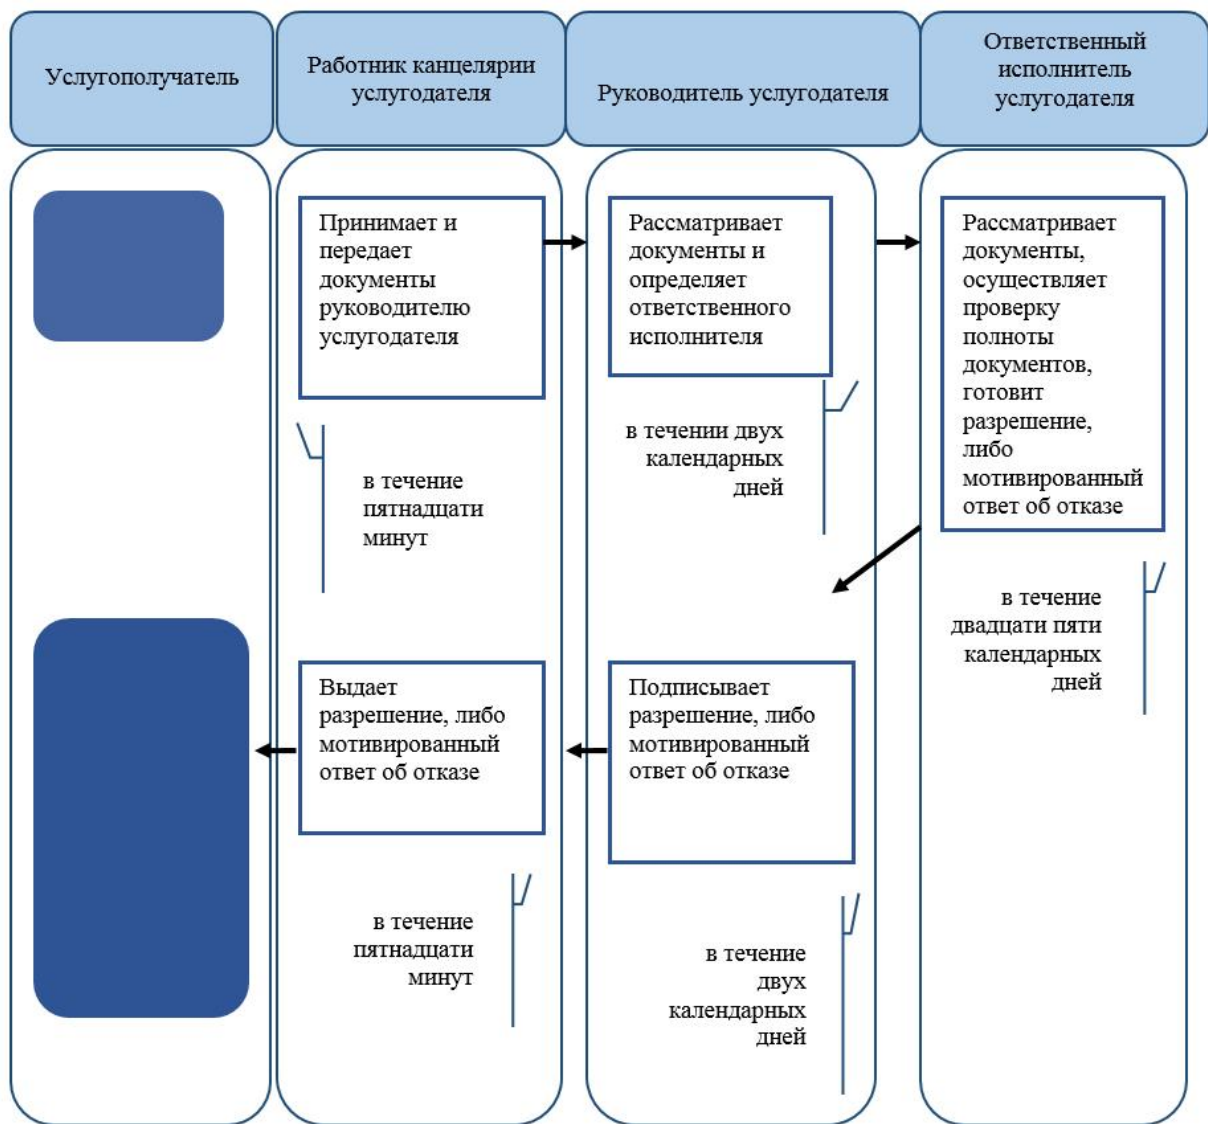 Услугополучатель
Работник канцелярии
услугодателя
Руководитель услугодателя
Ответственный
исполнитель
услугодателя
Принимает и
передает
документы
руководителю
услугодателя
в течение
пятнадцати
минут
Рассматривает
документы и
определяет
ответственного
исполнителя
в течении двух
календарных
дней
Рассматривает
документы,
осуществляет
проверку
полноты
документов,
готовит
разрешение,
либо
мотивированный
ответ об отказе
в течение
двадцати пяти
календарных
дней
Подписывает
разрешение, либо
мотивированный
ответ об отказе
в течение
двух
календарных
дней
Выдает
разрешение, либо
мотивированный
ответ об отказе
в течение
пятнадцати
минут